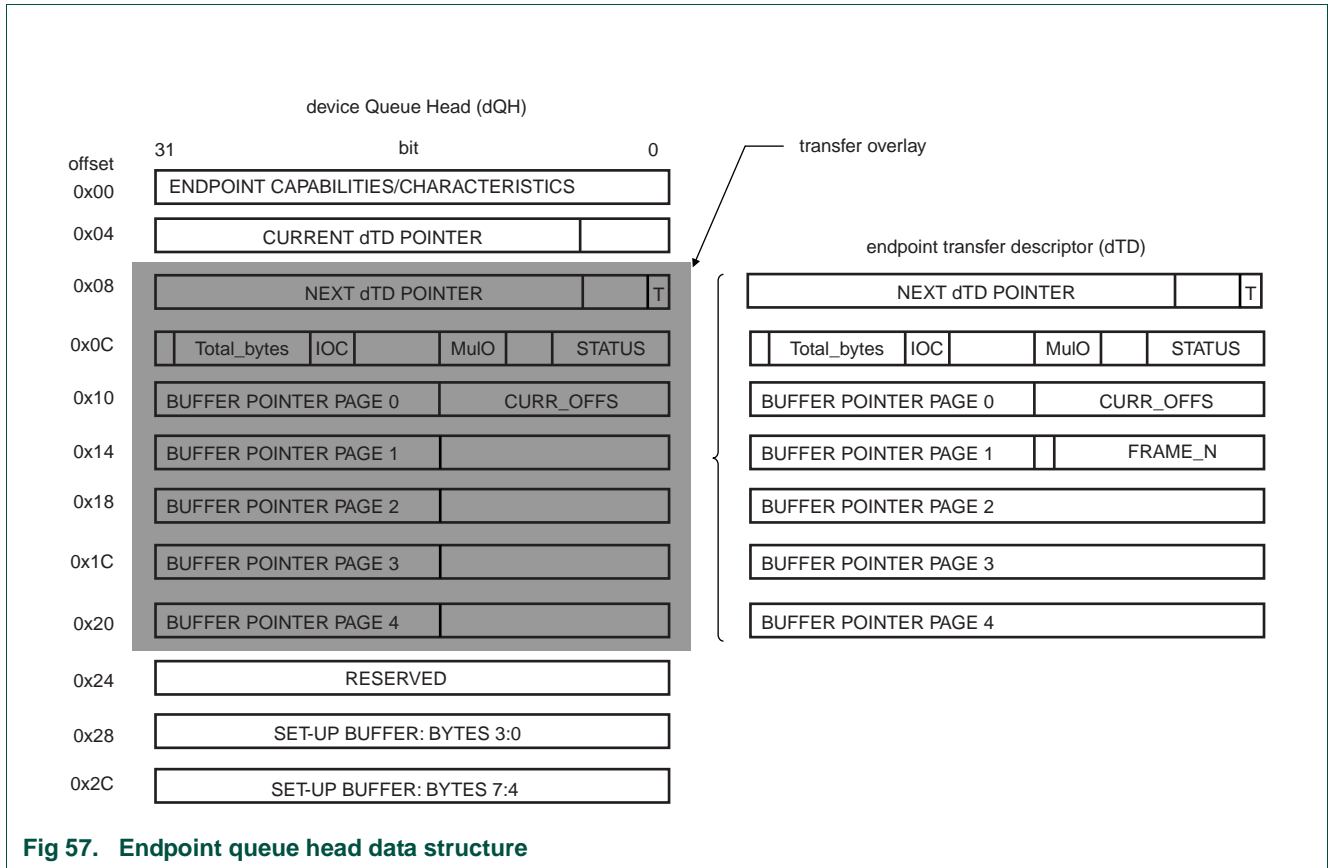 device Queue Head (dQH)
31 bit 0
transfer overlay
offset
0x00 ENDPOINT CAPABILITIES/CHARACTERISTICS
0x04 CURRENT dTD POINTER
endpoint transfer descriptor (dTD)
0x08 NEXT dTD POINTER T NEXT dTD POINTER T
0x0C Total_bytes IOC MulO STATUS Total_bytes IOC MulO STATUS
0x10 BUFFER POINTER PAGE 0 CURR_OFFS BUFFER POINTER PAGE 0 CURR_OFFS
0x14 BUFFER POINTER PAGE 1 BUFFER POINTER PAGE 1 FRAME_N
0x18 BUFFER POINTER PAGE 2 BUFFER POINTER PAGE 2
0x1C BUFFER POINTER PAGE 3 BUFFER POINTER PAGE 3
0x20 BUFFER POINTER PAGE 4 BUFFER POINTER PAGE 4
0x24 RESERVED
0x28 SET-UP BUFFER: BYTES 3:0
0x2C SET-UP BUFFER: BYTES 7:4
Fig 57. Endpoint queue head data structure